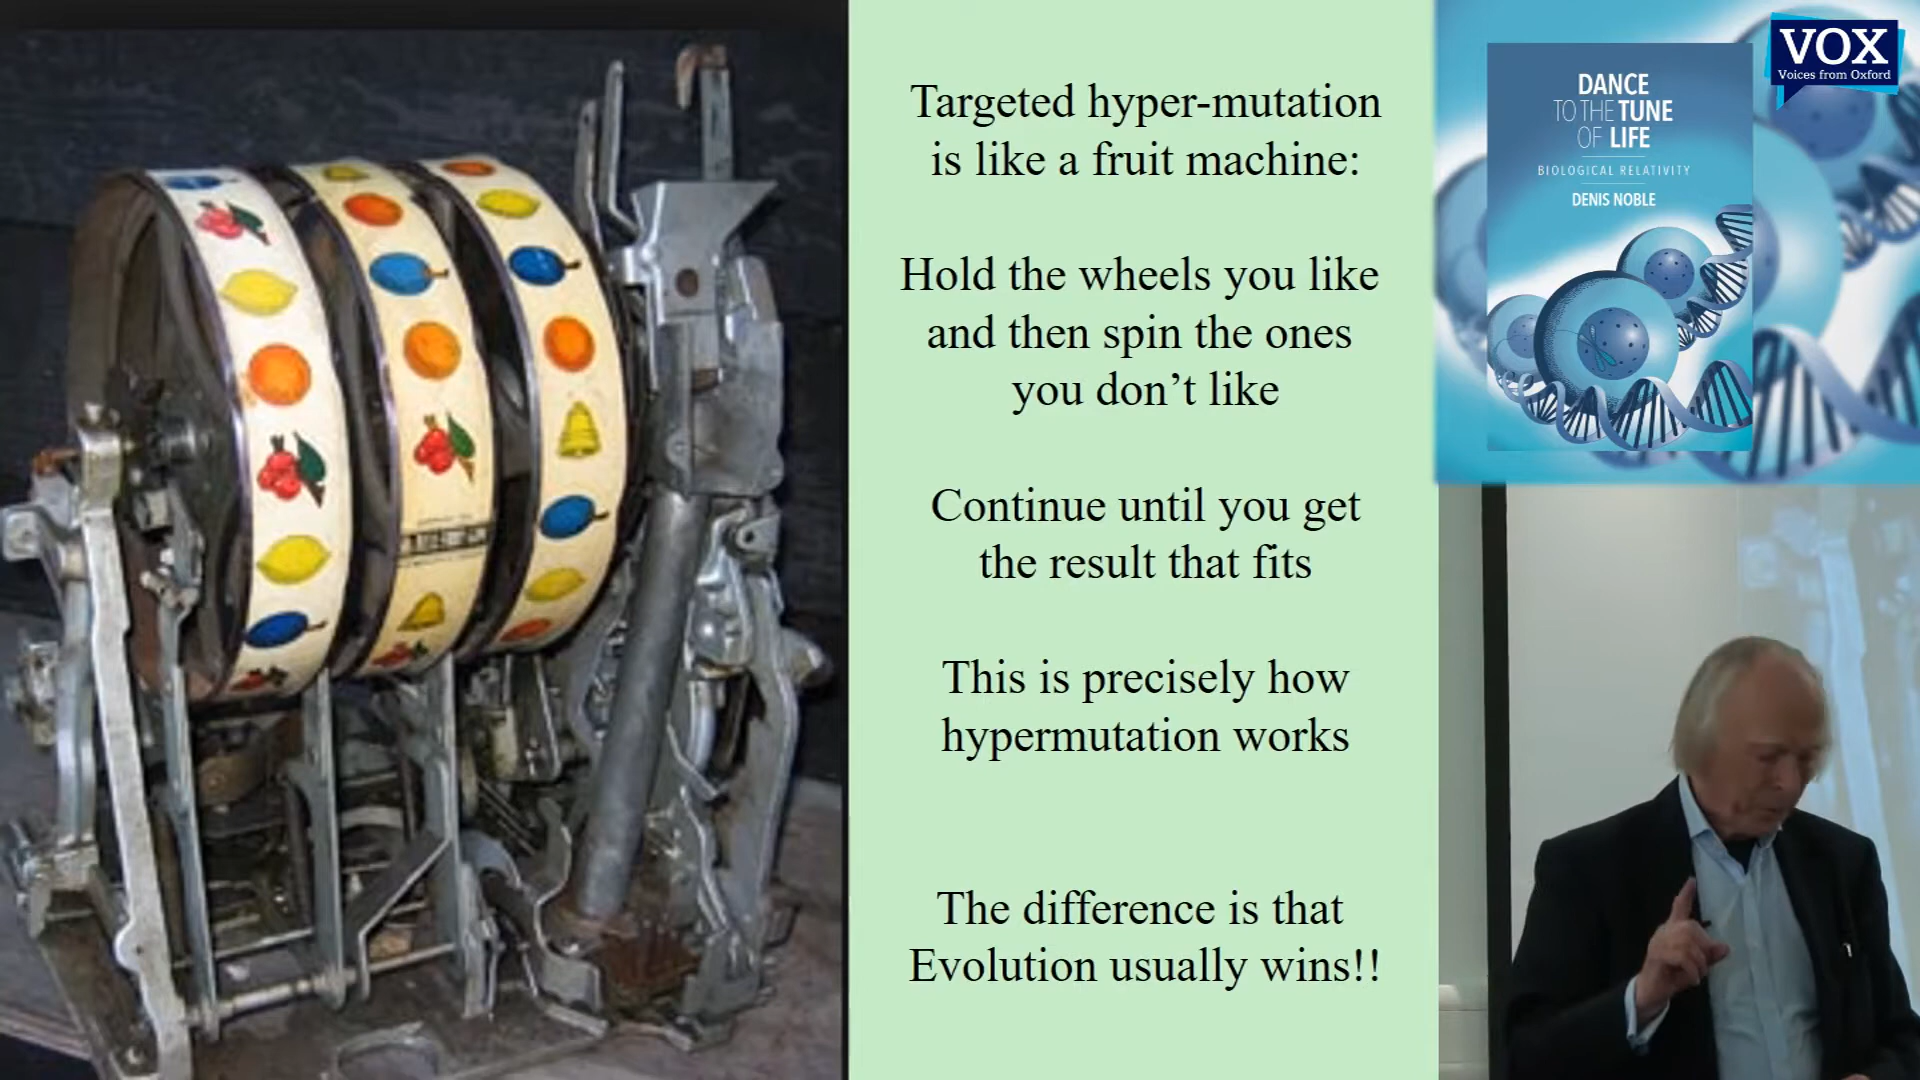 Targeted hyper-mutation
is like a fruit machine:
Hold the wheels you like
and then spin the ones
you don’t like
Continue until you get
the result that fits
This is precisely how
hypermutation works
The difference is that
Evolution usually wins!!
DANCE
TO THE TUNE
OF LIFE
BIOLOGICAL RELATIVITY
DENIS NOBLE
VOX
Voices from Oxford